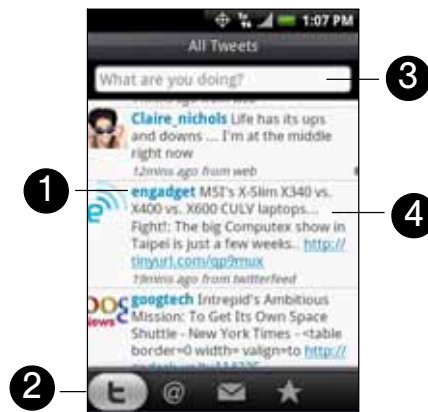 1:07 PM
All Tweets
What are you doing?
3
Claire_nichols Life has its ups
and downs ... I'm at the middle
right now
12mins ago from web
1
engadget MSI's X-Slim X340 vs.
X400 vs. X600 CULV laptops...
4
Fight!: The big Computex show in
Taipei is just a few weeks.. http://
tinyurl.com/qp9mux
19mins ago from twitterfeed
googtech Intrepid's Ambitious
News
Mission: To Get Its Own Space
Shuttle - New York Times - <table
border=0 width= valign=to http://
2
t
@